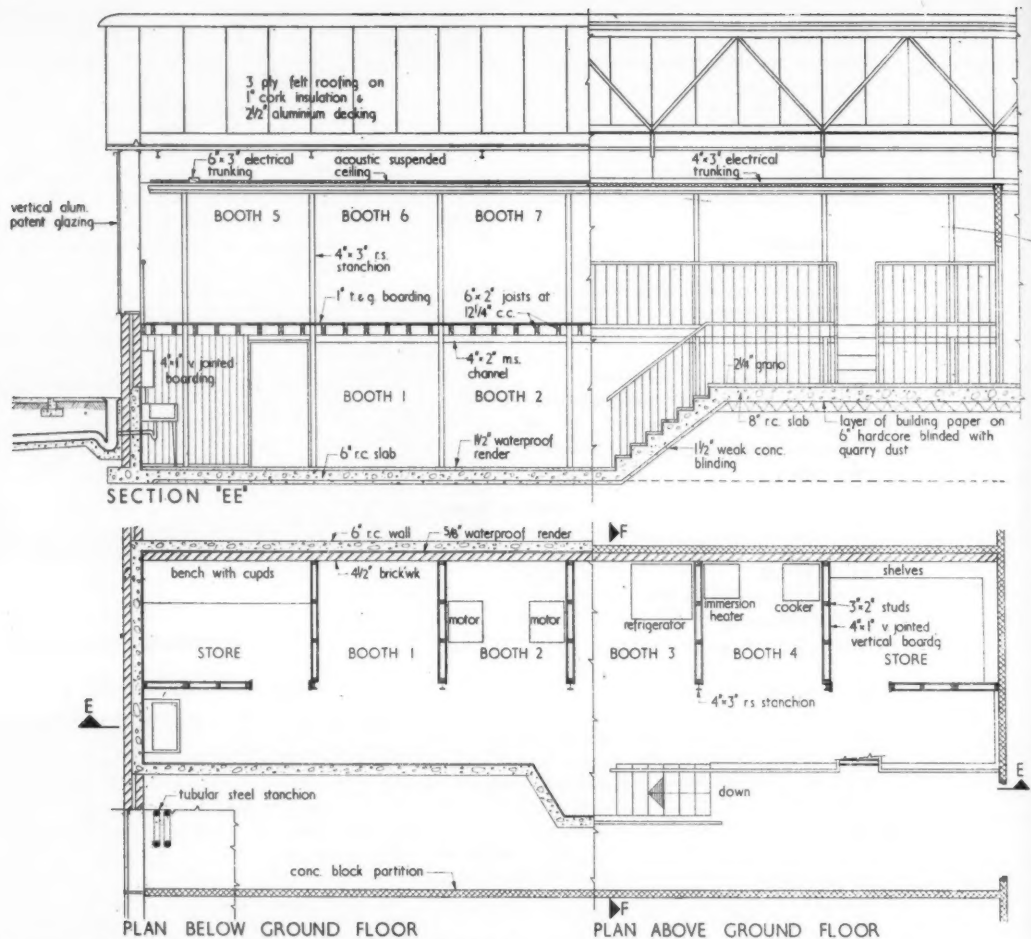 3 ply felt roofing on
1" cork insulation &
2½" aluminium decking
6"× 3" electrical
trunking
acoustic suspended
ceiling
4"× 3" electrical
trunking
vertical alum.
patent glazing
BOOTH 5
BOOTH 6
BOOTH 7
4"× 3" r.s.
stanchion
1" t.& g. boarding
6"× 2" joists at
12¼" c.c.
4"× 1" v. jointed
boarding
4"× 2" m.s.
channel
BOOTH 1
BOOTH 2
2¼" grano
8" r.c. slab
layer of building paper on
6" hardcore blinded with
quarry dust
6" r.c. slab
1½" waterproof
render
1½" weak conc.
blinding
SECTION "EE"
6" r.c. wall
5/8" waterproof render
F
bench with cupds
4½" brick'wk
shelves
motor
motor
refrigerator
immersion
heater
cooker
3"× 2" studs
4"× 1" v. jointed
vertical boardg
STORE
BOOTH 1
BOOTH 2
BOOTH 3
BOOTH 4
STORE
4"× 3" r.s. stanchion
E
E
down
tubular steel stanchion
conc. block partition
F
PLAN BELOW GROUND FLOOR
PLAN ABOVE GROUND FLOOR